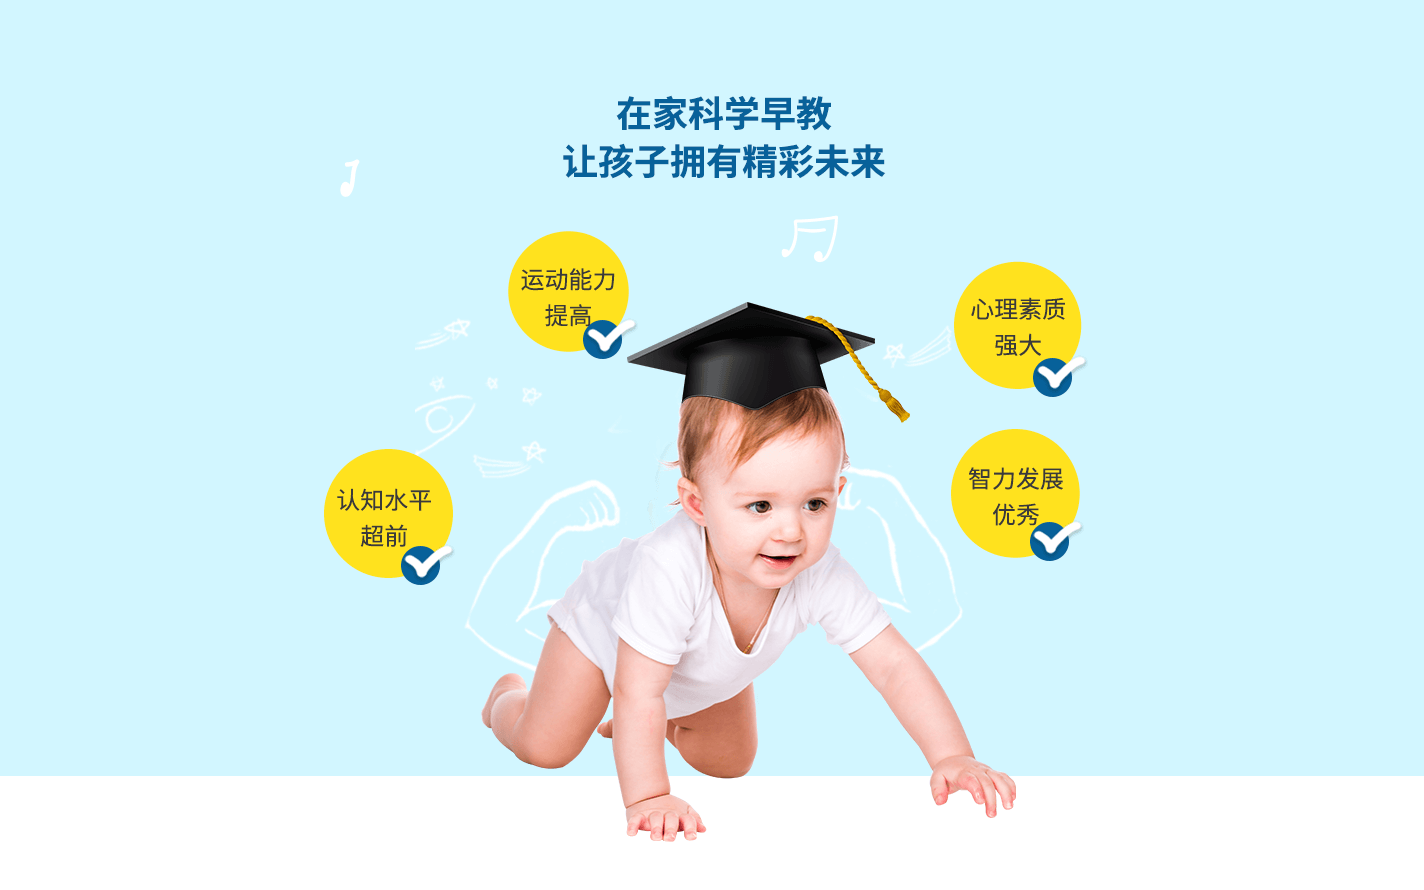 在家科学早教
让孩子拥有精彩未来
运动能力
提高
心理素质
强大
认知水平
超前
智力发展
优秀